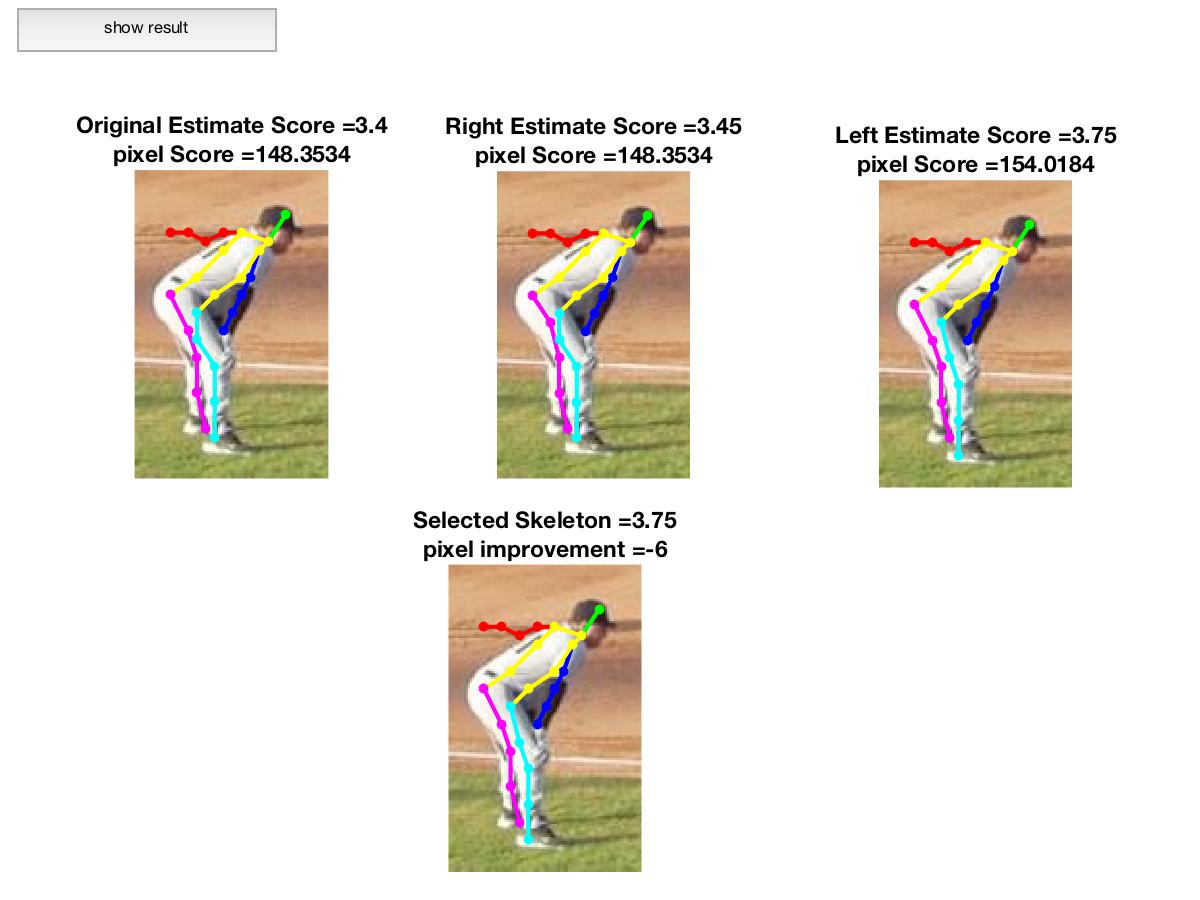 show result
Original Estimate Score =3.4
pixel Score =148.3534
Right Estimate Score =3.45
pixel Score =148.3534
Left Estimate Score =3.75
pixel Score =154.0184
Selected Skeleton =3.75
pixel improvement =-6